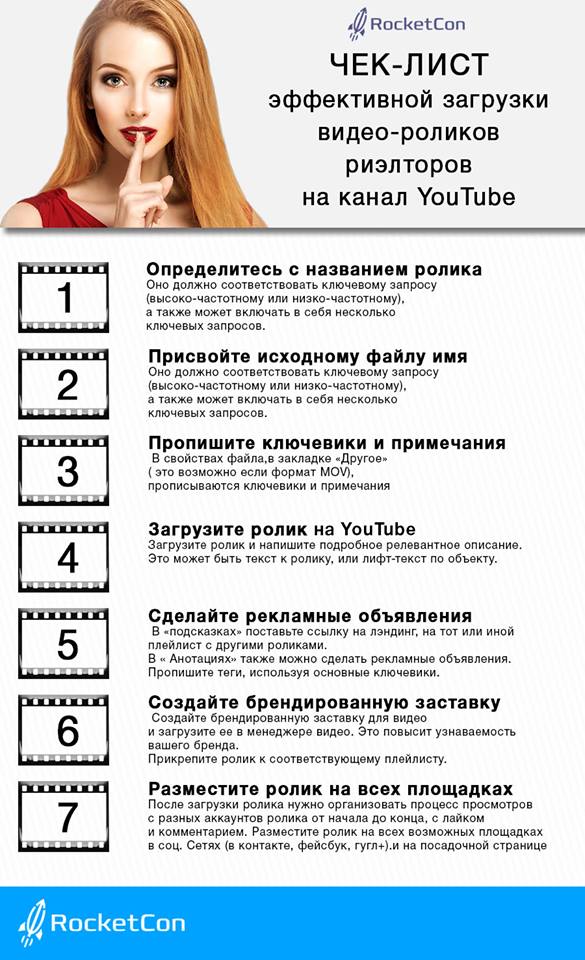 RocketCon
ЧЕК-ЛИСТ
эффективной загрузки
видео-роликов
риэлторов
на канал YouTube
1
Определитесь с названием ролика
Оно должно соответствовать ключевому запросу
(высоко-частотному или низко-частотному),
а также может включать в себя несколько
ключевых запросов.
2
Присвойте исходному файлу имя
Оно должно соответствовать ключевому запросу
(высоко-частотному или низко-частотному),
а также может включать в себя несколько
ключевых запросов.
3
Пропишите ключевики и примечания
В свойствах файла,в закладке «Другое»
( это возможно если формат MOV),
прописываются ключевики и примечания
4
Загрузите ролик на YouTube
Загрузите ролик и напишите подробное релевантное описание.
Это может быть текст к ролику, или лифт-текст по объекту.
5
Сделайте рекламные объявления
В «подсказках» поставьте ссылку на лэндинг, на тот или иной
плейлист с другими роликами.
В « Анотациях» также можно сделать рекламные объявления.
Пропишите теги, используя основные ключевики.
6
Создайте брендированную заставку
Создайте брендированную заставку для видео
и загрузите ее в менеджере видео. Это повысит узнаваемость
вашего бренда.
Прикрепите ролик к соответствующему плейлисту.
7
Разместите ролик на всех площадках
После загрузки ролика нужно организовать процесс просмотров
с разных аккаунтов ролика от начала до конца, с лайком
и комментарием. Разместите ролик на всех возможных площадках
в соц. Сетях (в контакте, фейсбук, гугл+).и на посадочной странице
RocketCon